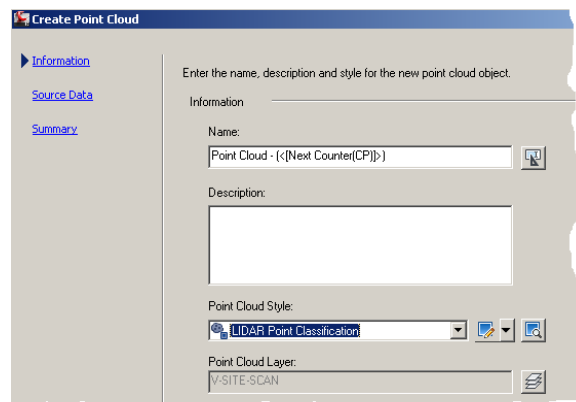 Create Point Cloud
Information
Source Data
Summary
Enter the name, description and style for the new point cloud object.
Information
Name:
Point Cloud - (<[Next Counter(CP)]>)
Description:
Point Cloud Style:
LIDAR Point Classification
Point Cloud Layer:
V-SITE-SCAN